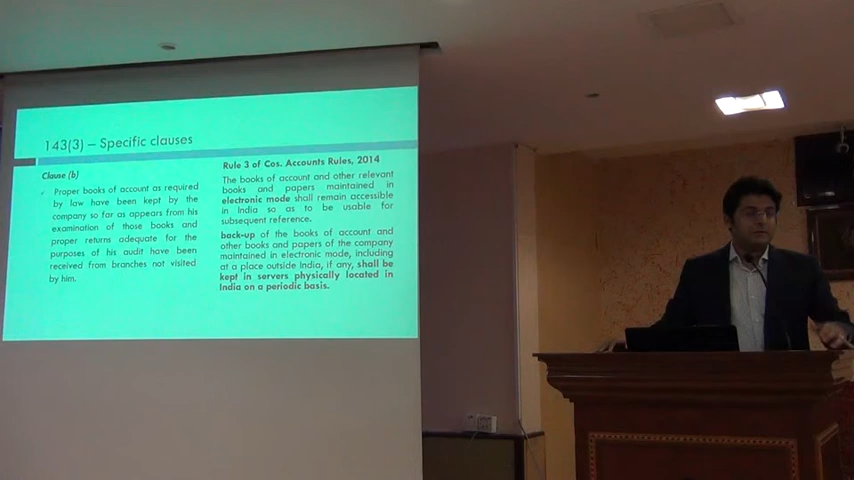 143(3) – Specific clauses
Clause (b)
Proper books of account as required
by law have been kept by the
company so far as appears from his
examination of those books and
proper returns adequate for the
purposes of his audit have been
received from branches not visited
by him.
Rule 3 of Cos. Accounts Rules, 2014
The books of account and other relevant
books and papers maintained in
electronic mode shall remain accessible
in India so as to be usable for
subsequent reference.
back-up of the books of account and
other books and papers of the company
maintained in electronic mode, including
at a place outside India, if any, shall be
kept in servers physically located in
India on a periodic basis.